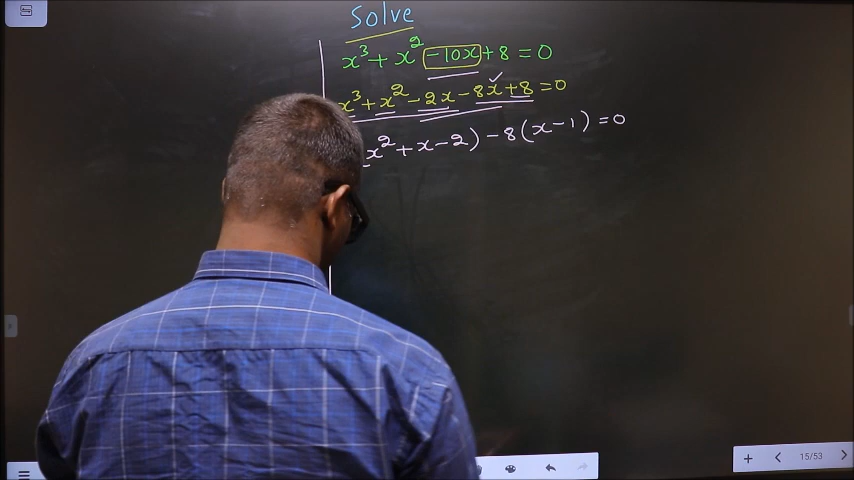 Solve
x³ + x² -10x + 8 = 0
x³ + x² - 2x - 8x + 8 = 0
x² + x - 2) - 8(x - 1) = 0
15/53